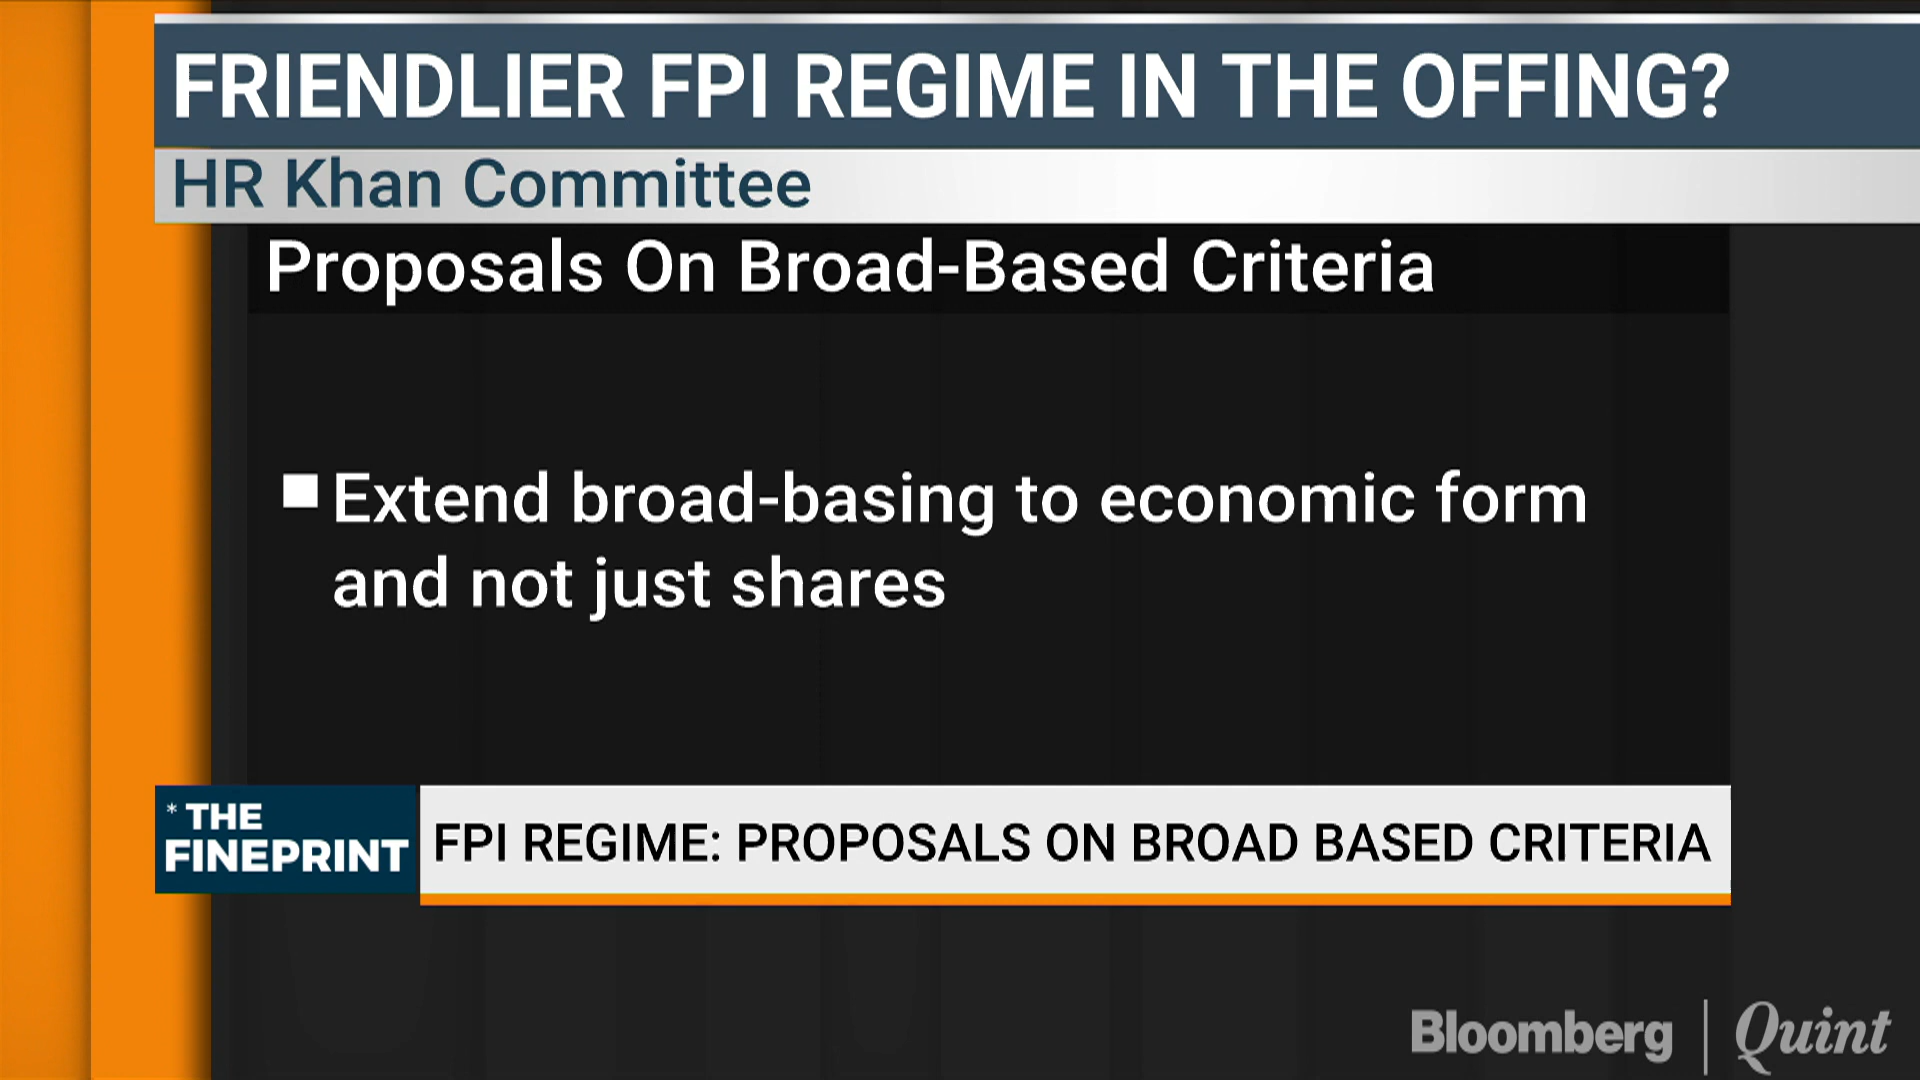 FRIENDLIER FPI REGIME IN THE OFFING?
HR Khan Committee
Proposals On Broad-Based Criteria
Extend broad-basing to economic form
and not just shares
* THE
FINEPRINT
FPI REGIME: PROPOSALS ON BROAD BASED CRITERIA
Bloomberg | Quint